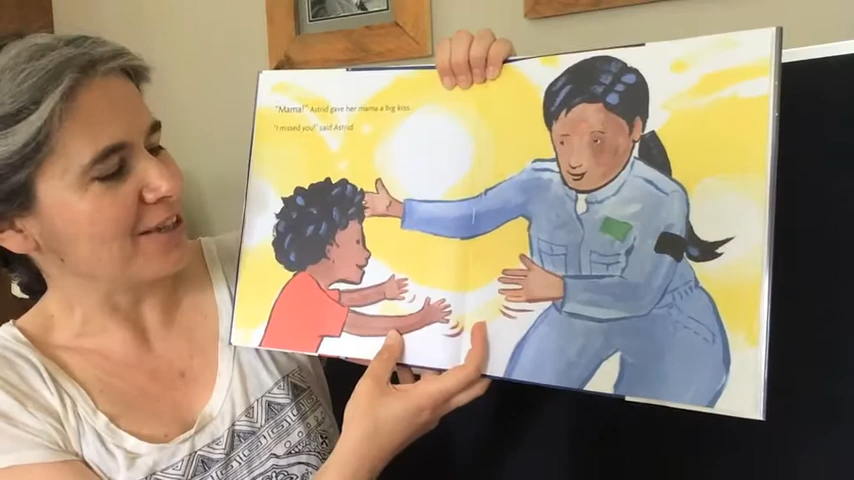 "Mama!" Astrid gave her mama a big kiss.
"I missed you!" said Astrid